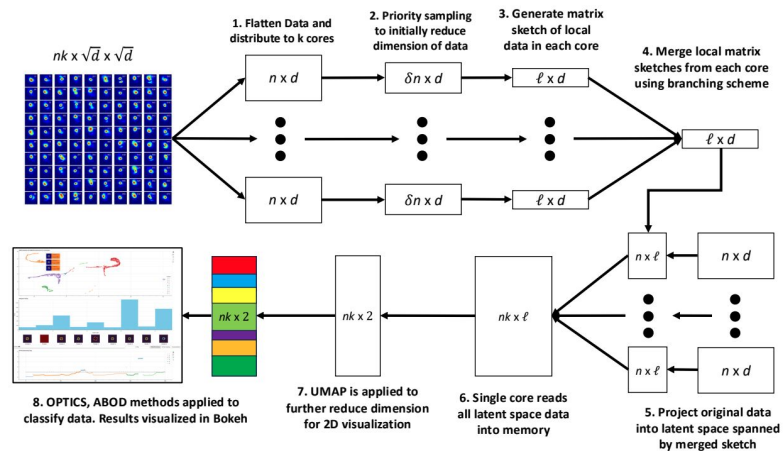 1. Flatten Data and
distribute to k cores
2. Priority sampling
to initially reduce
dimension of data
3. Generate matrix
sketch of local
data in each core
4. Merge local matrix
sketches from each core
using branching scheme
nk x √d x √d
n x d
δn x d
ℓ x d
ℓ x d
n x d
δn x d
ℓ x d
n x ℓ
n x d
n x ℓ
n x d
nk x 2
nk x 2
nk x ℓ
5. Project original data
into latent space spanned
by merged sketch
6. Single core reads
all latent space data
into memory
7. UMAP is applied to
further reduce dimension
for 2D visualization
8. OPTICS, ABOD methods applied to
classify data. Results visualized in Bokeh